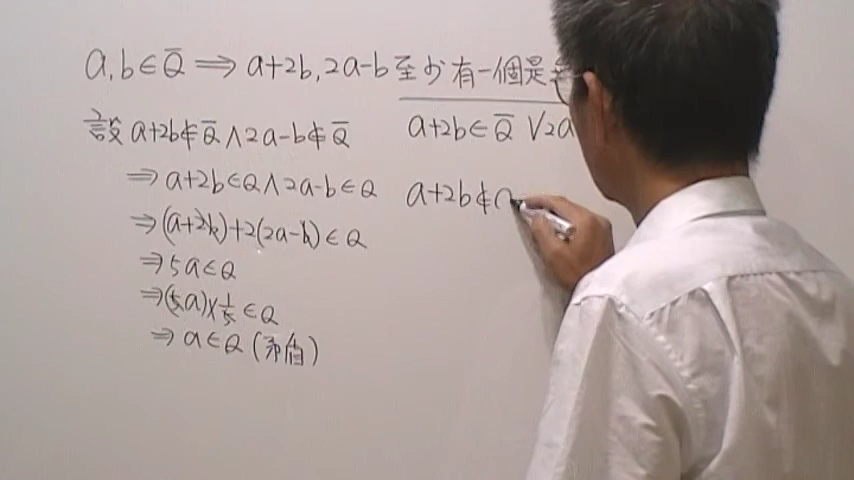 a,b∈Q̅ ⟹ a+2b,2a-b至少有一個是
設 a+2b∉Q̅ ∧ 2a-b∉Q̅
⇒ a+2b∈Q ∧ 2a-b∈Q
⇒ (a+2b)+2(2a-b)∈Q
⇒ 5a∈Q
⇒ (5a)×1/5∈Q
⇒ a∈Q (矛盾)
a+2b∈Q̅ ∨ 2a
a+2b∉